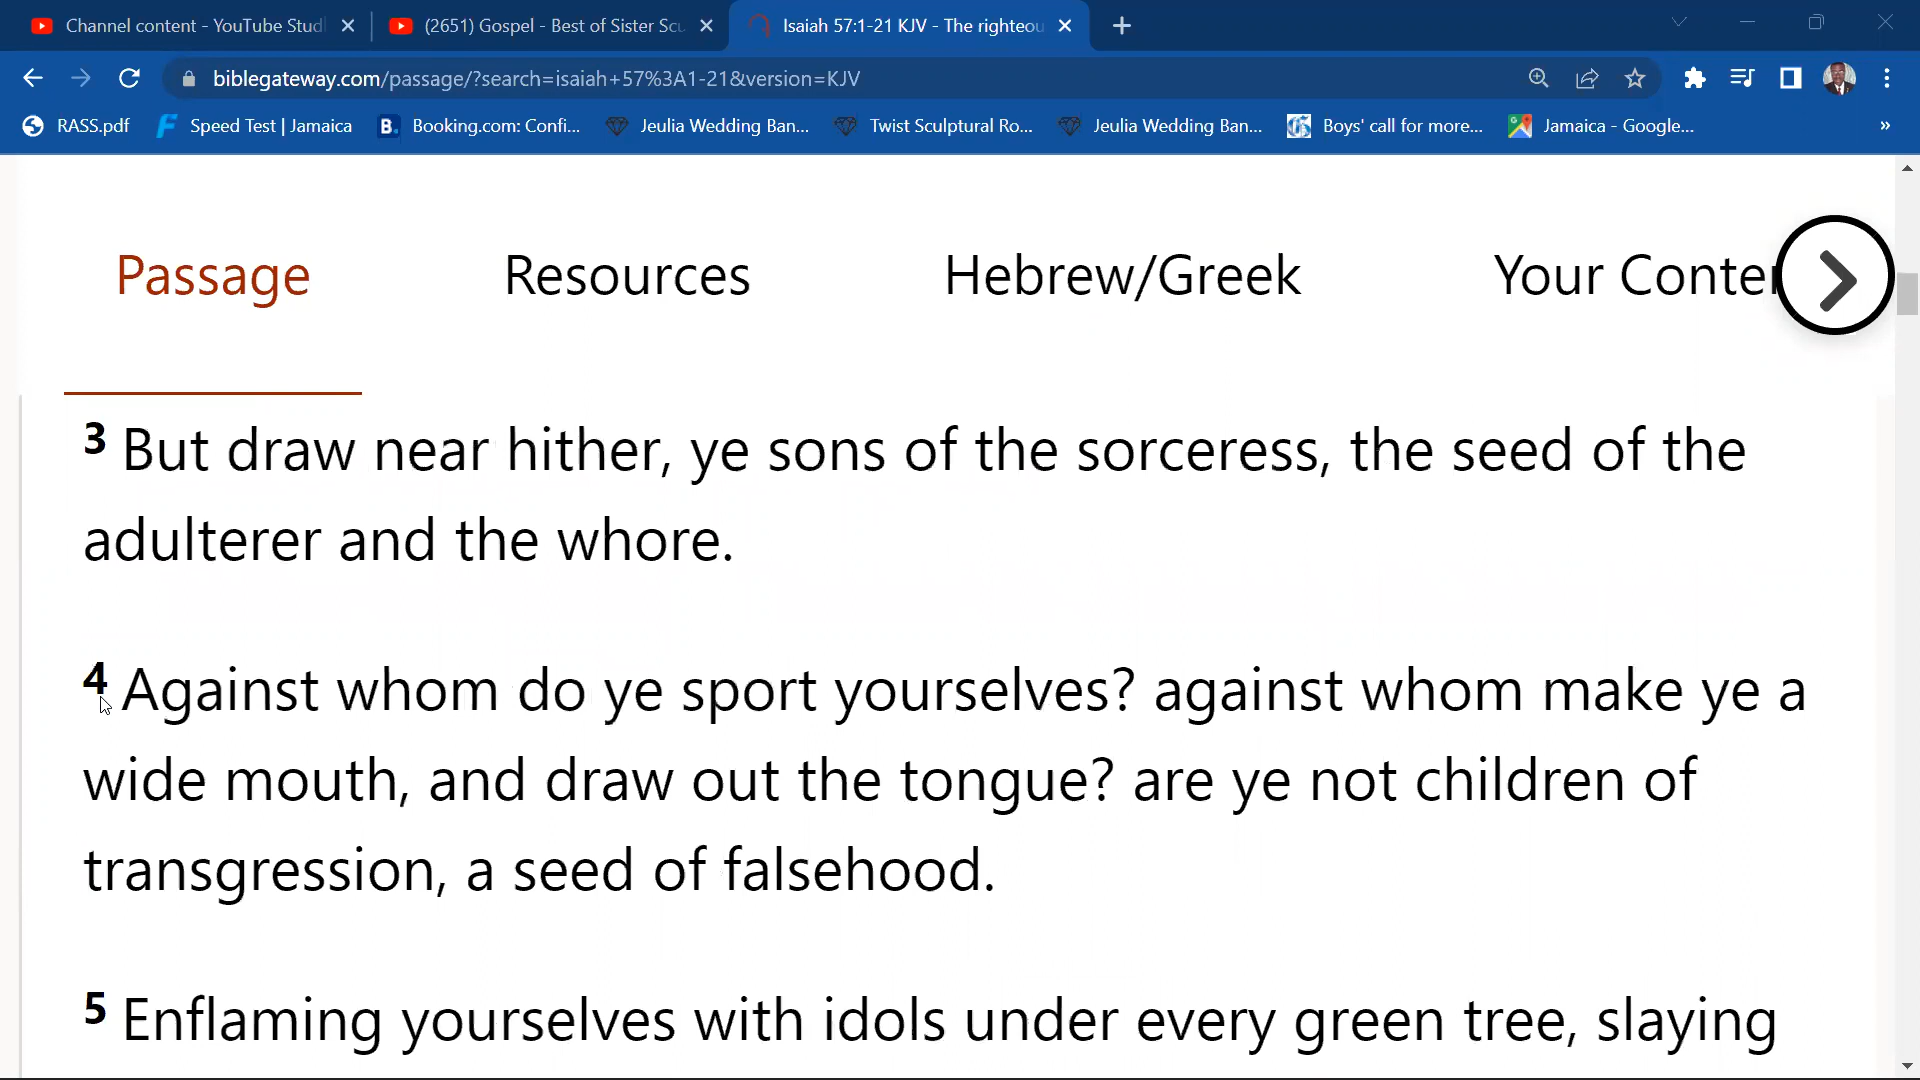 Channel content - YouTube Stud
(2651) Gospel - Best of Sister Scu
Isaiah 57:1-21 KJV - The righteou
biblegateway.com/passage/?search=isaiah+57%3A1-21&version=KJV
RASS.pdf
Speed Test | Jamaica
B. Booking.com: Confi...
Jeulia Wedding Ban...
Twist Sculptural Ro...
Jeulia Wedding Ban...
Boys' call for more...
Jamaica - Google...
Passage
Resources
Hebrew/Greek
Your Conten
3 But draw near hither, ye sons of the sorceress, the seed of the
adulterer and the whore.
4 Against whom do ye sport yourselves? against whom make ye a
wide mouth, and draw out the tongue? are ye not children of
transgression, a seed of falsehood.
5 Enflaming yourselves with idols under every green tree, slaying